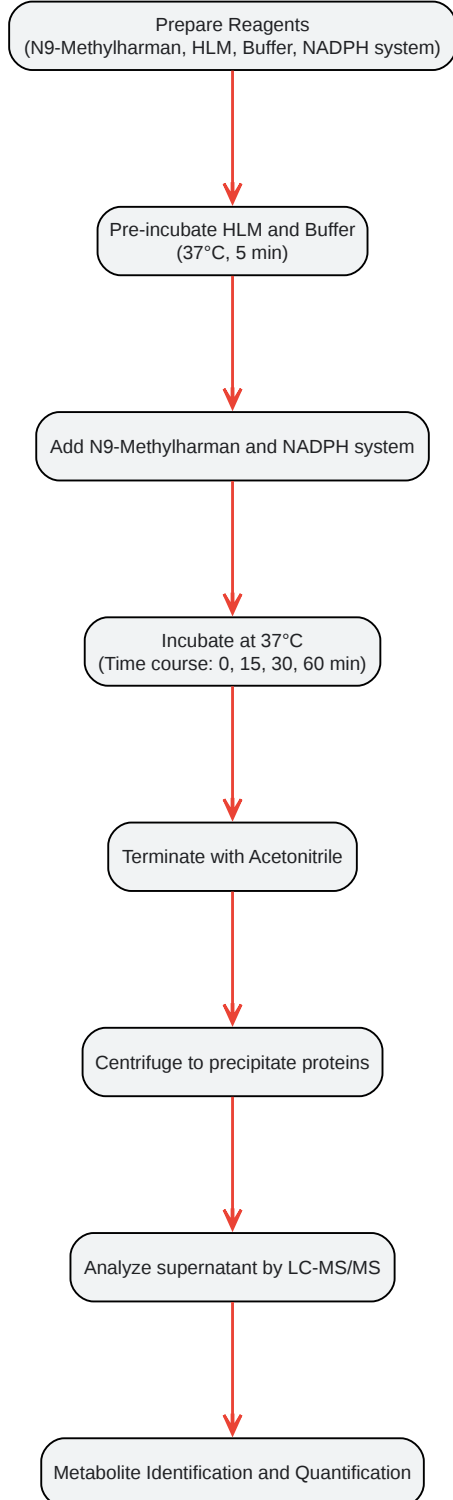 Prepare Reagents
(N9-Methylharman, HLM, Buffer, NADPH system)
Pre-incubate HLM and Buffer
(37°C, 5 min)
Add N9-Methylharman and NADPH system
Incubate at 37°C
(Time course: 0, 15, 30, 60 min)
Terminate with Acetonitrile
Centrifuge to precipitate proteins
Analyze supernatant by LC-MS/MS
Metabolite Identification and Quantification